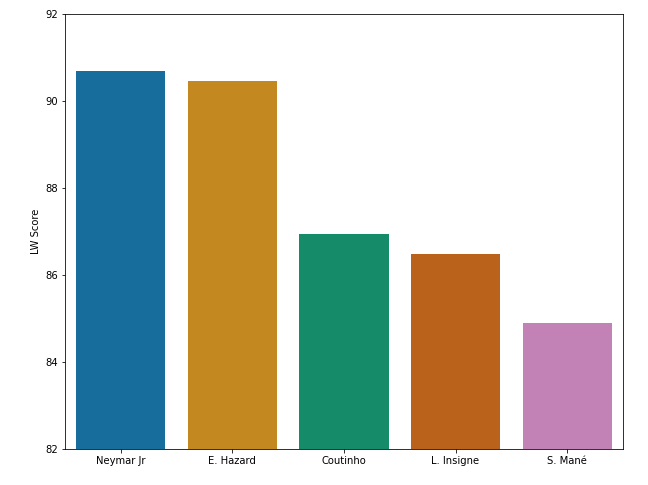 92
90
88
86
84
82
LW Score
Neymar Jr
E. Hazard
Coutinho
L. Insigne
S. Mané